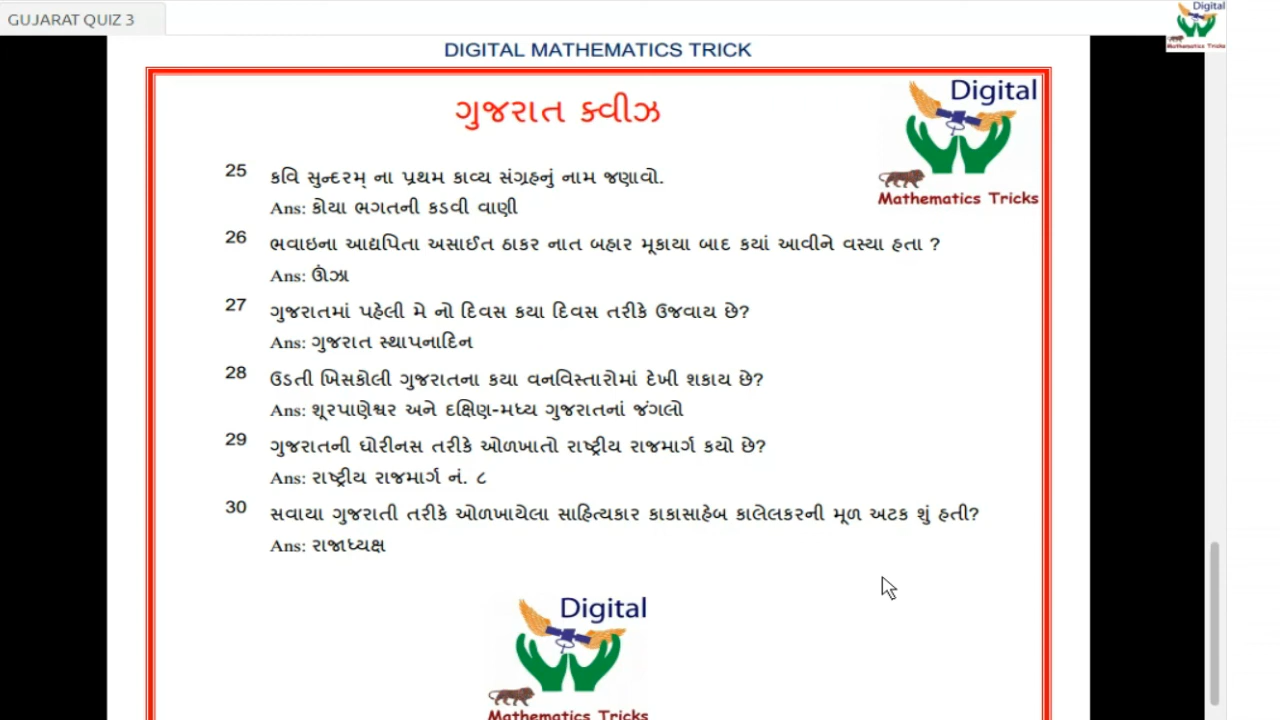 GUJARAT QUIZ 3
Digital
Mathematics Tricks
DIGITAL MATHEMATICS TRICK
Digital
Mathematics Tricks
ગુજરાત ક્વીઝ
25 કવિ સુન્દરમ્ ના પ્રથમ કાવ્ય સંગ્રહનું નામ જણાવો.
Ans: કોયા ભગતની કડવી વાણી
26 ભવાઇના આદ્યપિતા અસાઈત ઠાકર નાત બહાર મૂકાયા બાદ કયાં આવીને વસ્યા હતા ?
Ans: ઊંઝા
27 ગુજરાતમાં પહેલી મે નો દિવસ કયા દિવસ તરીકે ઉજવાય છે?
Ans: ગુજરાત સ્થાપનાદિન
28 ઉડતી ખિસકોલી ગુજરાતના કયા વનવિસ્તારોમાં દેખી શકાય છે?
Ans: શૂરપાણેશ્વર અને દક્ષિણ-મધ્ય ગુજરાતનાં જંગલો
29 ગુજરાતની ધોરીનસ તરીકે ઓળખાતો રાષ્ટ્રીય રાજમાર્ગ કયો છે?
Ans: રાષ્ટ્રીય રાજમાર્ગ નં. ૮
30 સવાયા ગુજરાતી તરીકે ઓળખાયેલા સાહિત્યકાર કાકાસાહેબ કાલેલકરની મૂળ અટક શું હતી?
Ans: રાજાધ્યક્ષ
Digital
Mathematics Tricks